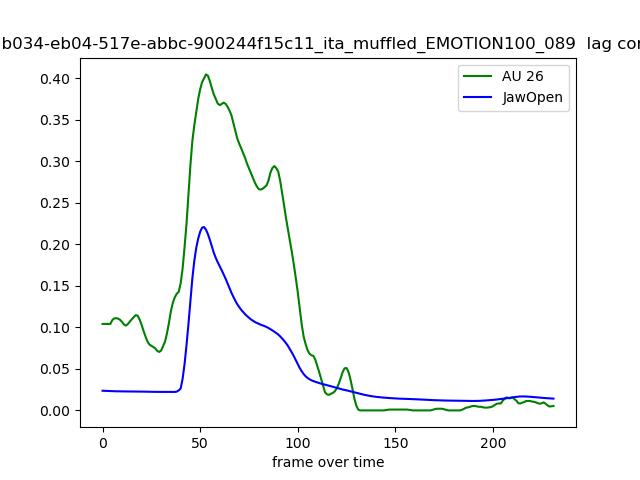 b034-eb04-517e-abbc-900244f15c11_ita_muffled_EMOTION100_089 lag
AU 26
JawOpen
0.40
0.35
0.30
0.25
0.20
0.15
0.10
0.05
0.00
0 50 100 150 200
frame over time